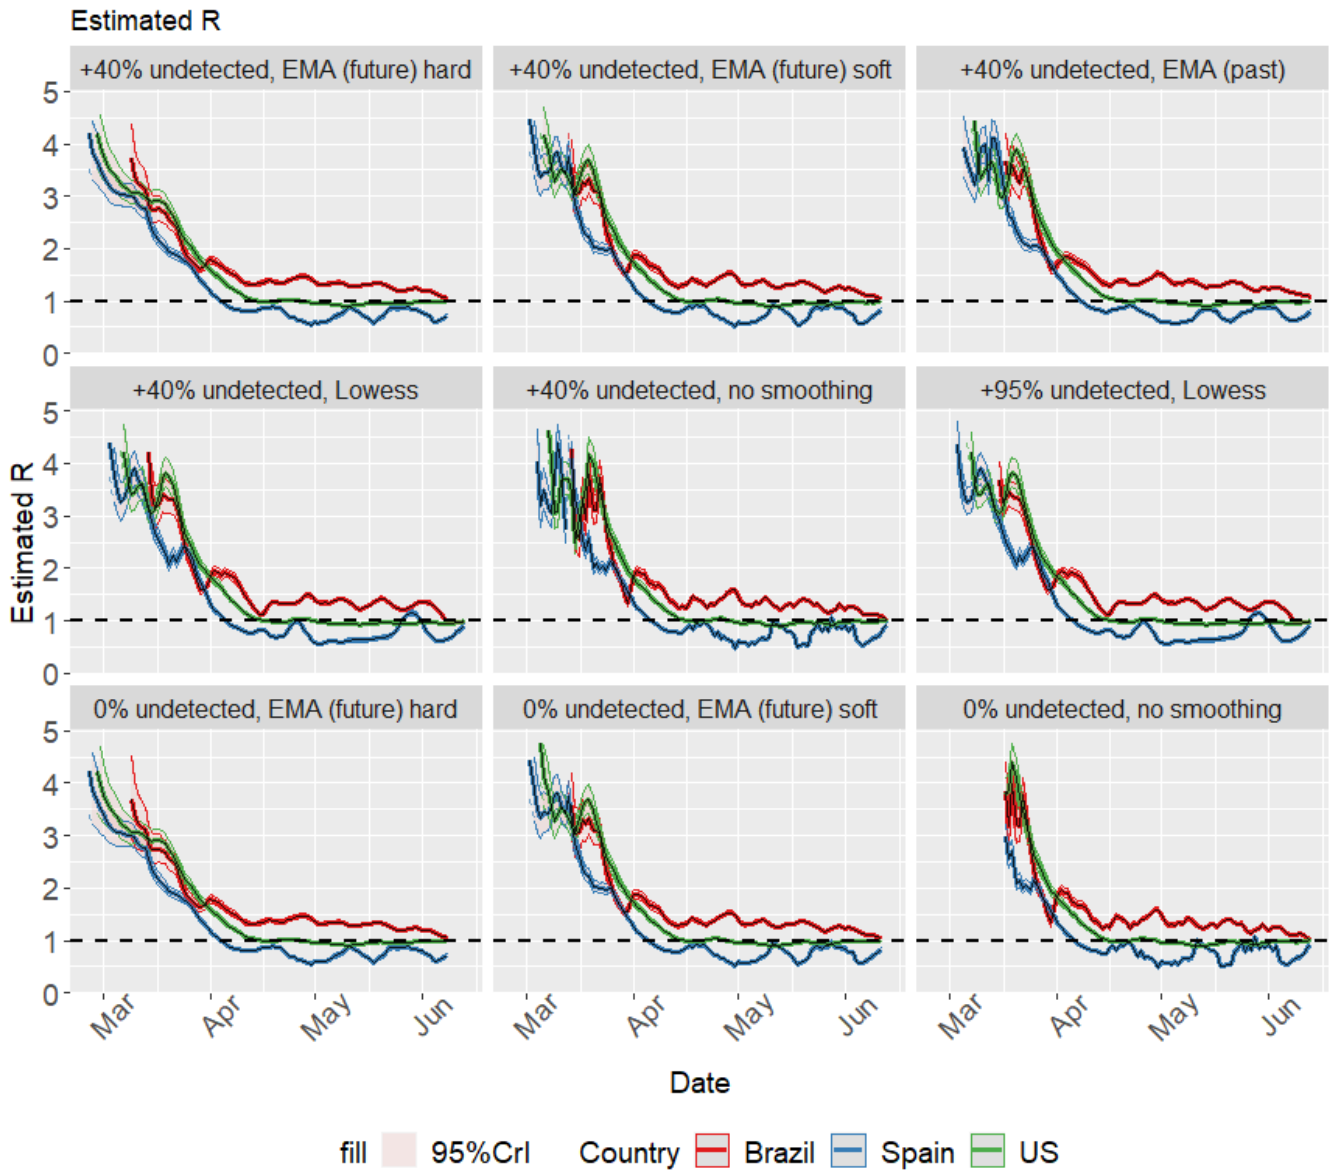 Estimated R
+40% undetected, EMA (future) hard
+40% undetected, EMA (future) soft
+40% undetected, EMA (past)
5
4
3
2
1
0
+40% undetected, Lowess
+40% undetected, no smoothing
+95% undetected, Lowess
5
4
3
2
1
0
Estimated R
0% undetected, EMA (future) hard
0% undetected, EMA (future) soft
0% undetected, no smoothing
5
4
3
2
1
0
Mar Apr May Jun
Mar Apr May Jun
Mar Apr May Jun
Date
fill 95%CrI Country Brazil Spain US